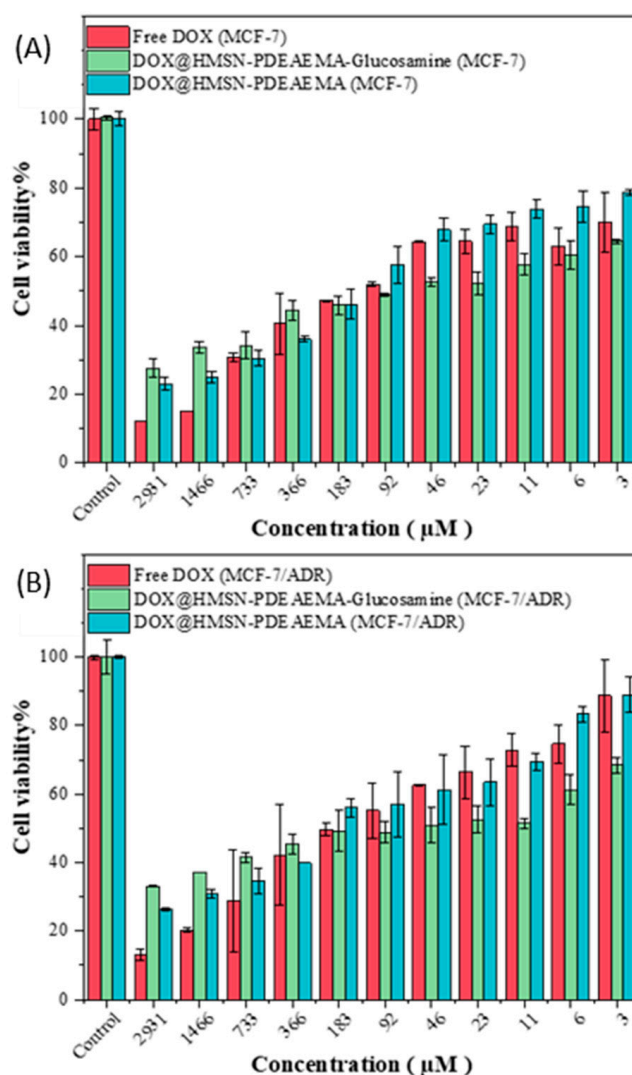 (A)
Free DOX (MCF-7)
DOX@HMSN-PDEAEMA-Glucosamine (MCF-7)
DOX@HMSN-PDEAEMA (MCF-7)
100
80
60
40
20
0
Cell viability%
Control
2931
1466
733
366
183
92
46
23
11
6
3
Concentration ( μM )
(B)
Free DOX (MCF-7/ADR)
DOX@HMSN-PDEAEMA-Glucosamine (MCF-7/ADR)
DOX@HMSN-PDEAEMA (MCF-7/ADR)
100
80
60
40
20
0
Cell viability%
Control
2931
1466
733
366
183
92
46
23
11
6
3
Concentration ( μM )